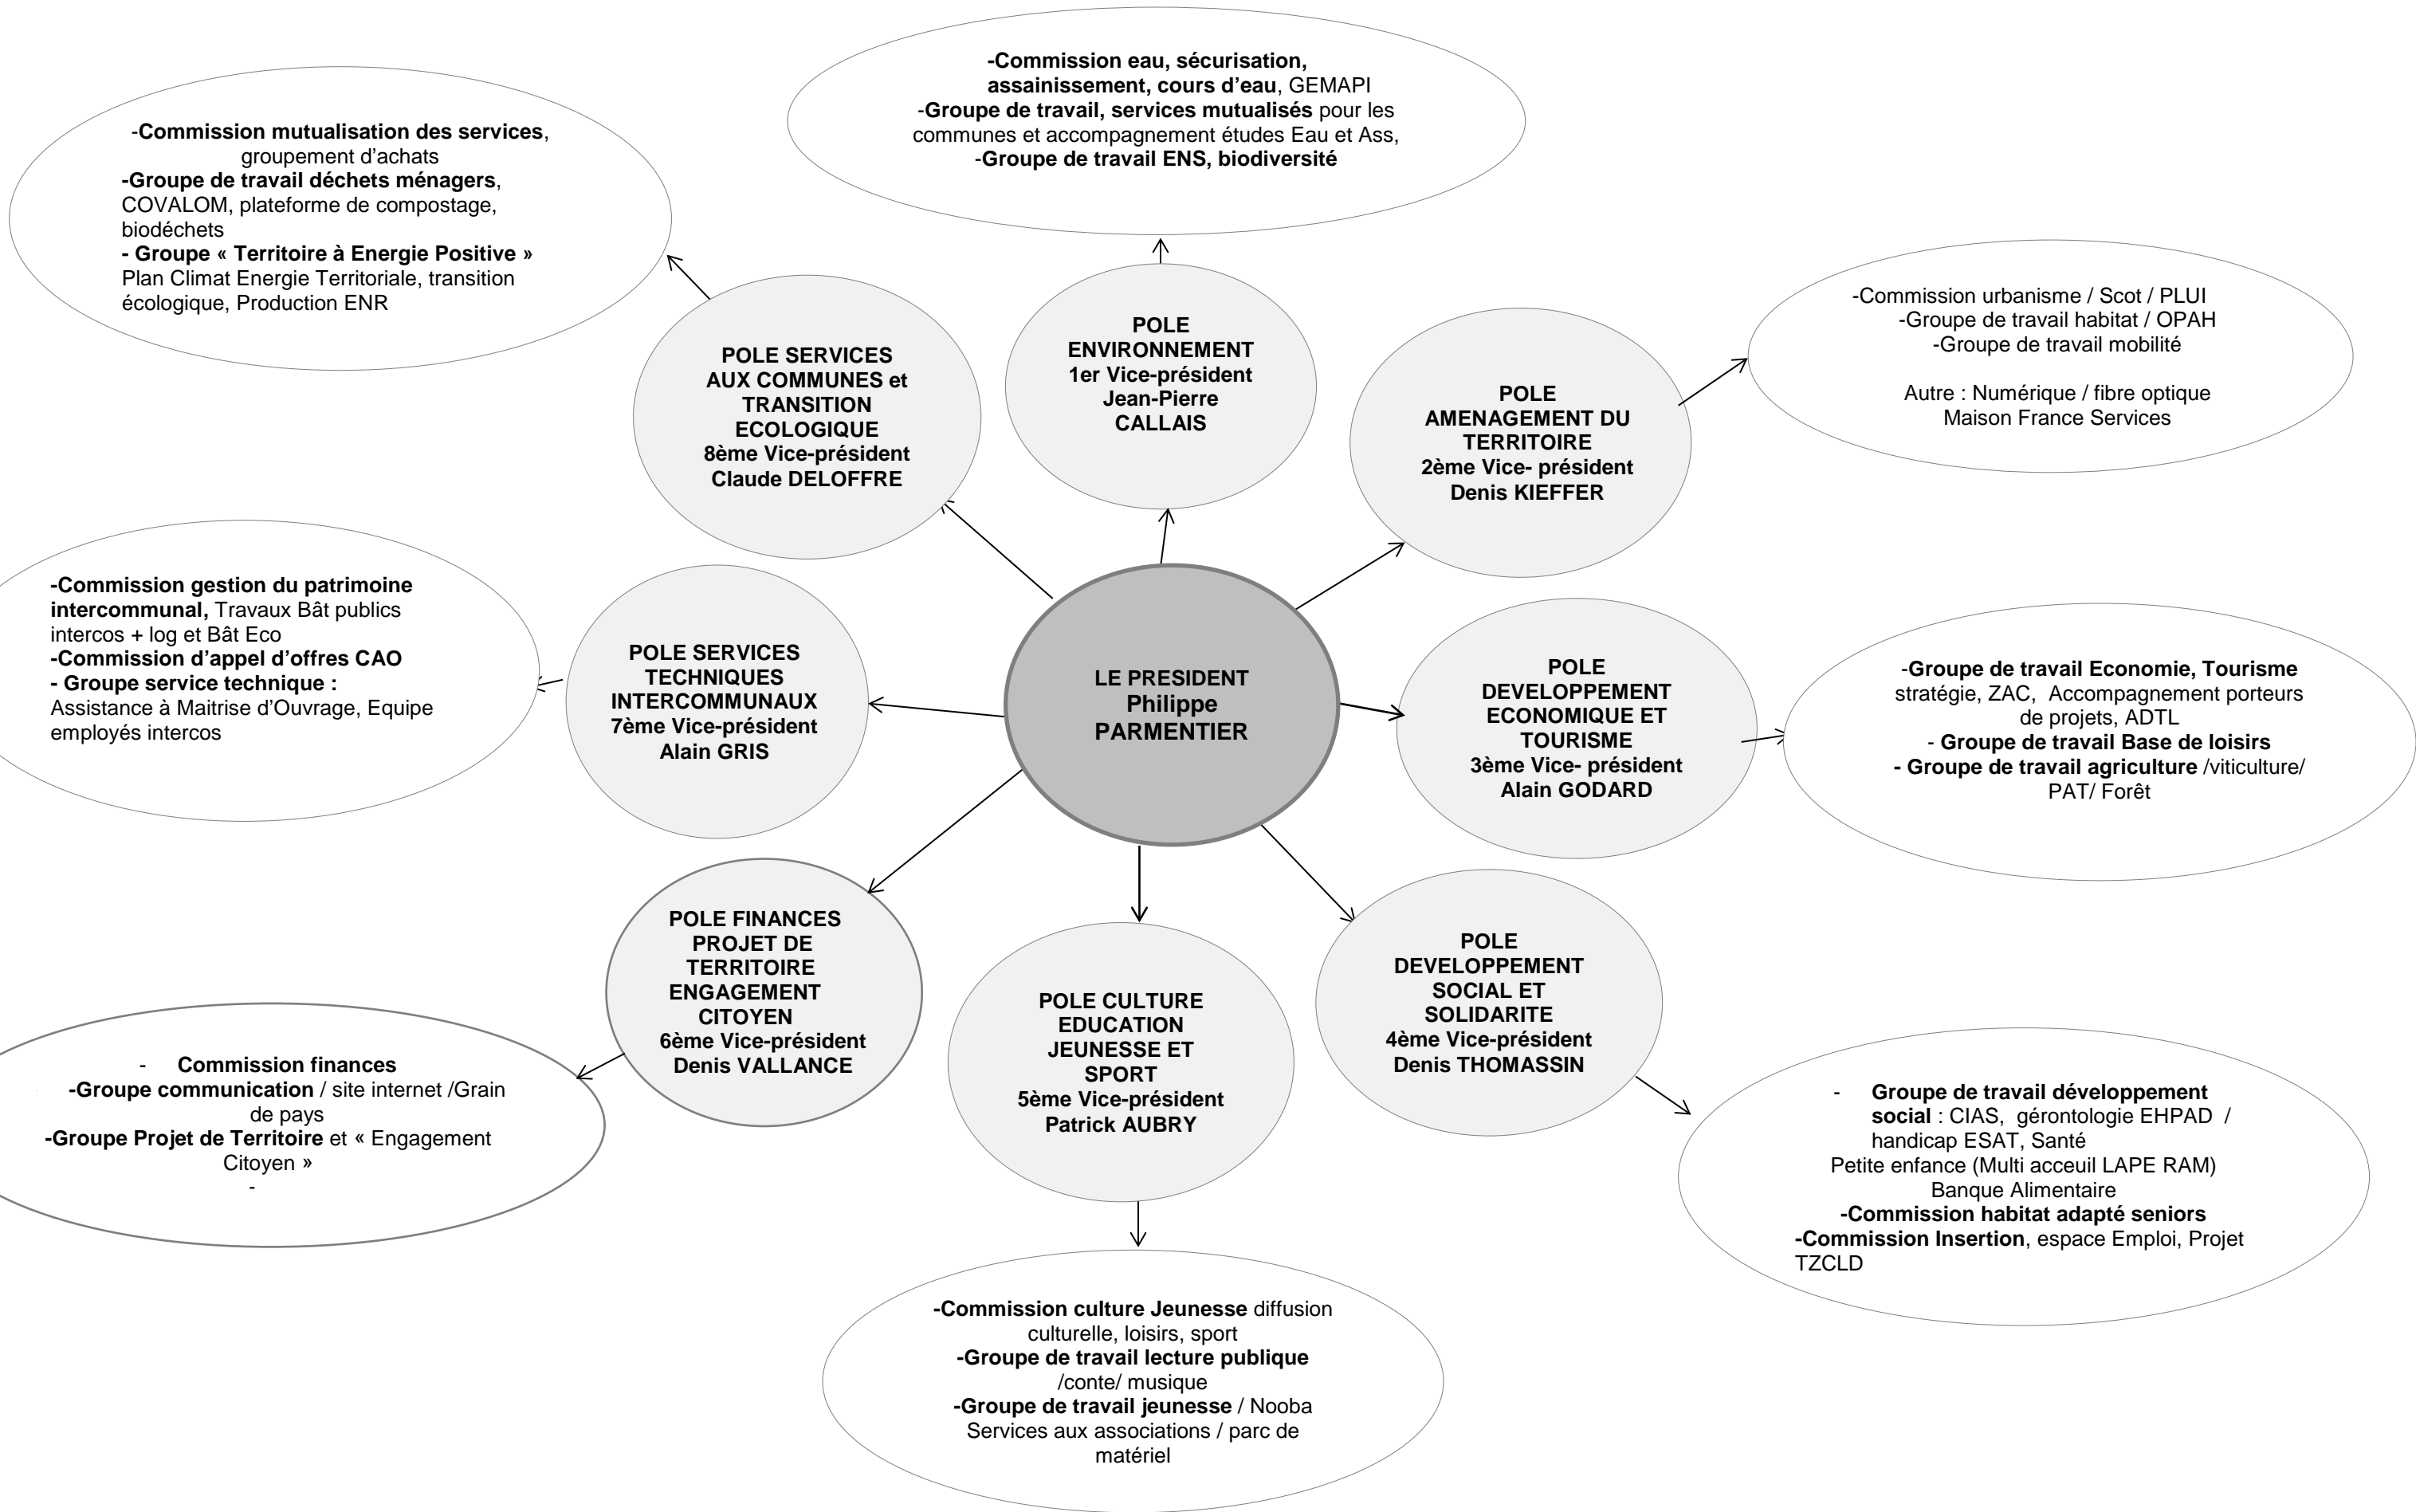 -Commission eau, sécurisation,
assainissement, cours d’eau, GEMAPI
-Groupe de travail, services mutualisés pour les
communes et accompagnement études Eau et Ass,
-Groupe de travail ENS, biodiversité
-Commission mutualisation des services,
groupement d’achats
-Groupe de travail déchets ménagers,
COVALOM, plateforme de compostage,
biodéchets
- Groupe « Territoire à Energie Positive »
Plan Climat Energie Territoriale, transition
écologique, Production ENR
-Commission urbanisme / Scot / PLUI
-Groupe de travail habitat / OPAH
-Groupe de travail mobilité
Autre : Numérique / fibre optique
Maison France Services
POLE SERVICES
AUX COMMUNES et
TRANSITION
ECOLOGIQUE
8ème Vice-président
Claude DELOFFRE
POLE
ENVIRONNEMENT
1er Vice-président
Jean-Pierre
CALLAIS
POLE
AMENAGEMENT DU
TERRITOIRE
2ème Vice- président
Denis KIEFFER
-Commission gestion du patrimoine
intercommunal, Travaux Bât publics
intercos + log et Bât Eco
-Commission d’appel d’offres CAO
- Groupe service technique :
Assistance à Maitrise d’Ouvrage, Equipe
employés intercos
POLE SERVICES
TECHNIQUES
INTERCOMMUNAUX
7ème Vice-président
Alain GRIS
LE PRESIDENT
Philippe
PARMENTIER
POLE
DEVELOPPEMENT
ECONOMIQUE ET
TOURISME
3ème Vice- président
Alain GODARD
-Groupe de travail Economie, Tourisme
stratégie, ZAC, Accompagnement porteurs
de projets, ADTL
- Groupe de travail Base de loisirs
- Groupe de travail agriculture /viticulture/
PAT/ Forêt
POLE FINANCES
PROJET DE
TERRITOIRE
ENGAGEMENT
CITOYEN
6ème Vice-président
Denis VALLANCE
POLE CULTURE
EDUCATION
JEUNESSE ET
SPORT
5ème Vice-président
Patrick AUBRY
POLE
DEVELOPPEMENT
SOCIAL ET
SOLIDARITE
4ème Vice-président
Denis THOMASSIN
- Commission finances
-Groupe communication / site internet /Grain
de pays
-Groupe Projet de Territoire et « Engagement
Citoyen »
-
- Groupe de travail développement
social : CIAS, gérontologie EHPAD /
handicap ESAT, Santé
Petite enfance (Multi acceuil LAPE RAM)
Banque Alimentaire
-Commission habitat adapté seniors
-Commission Insertion, espace Emploi, Projet
TZCLD
-Commission culture Jeunesse diffusion
culturelle, loisirs, sport
-Groupe de travail lecture publique
/conte/ musique
-Groupe de travail jeunesse / Nooba
Services aux associations / parc de
matériel